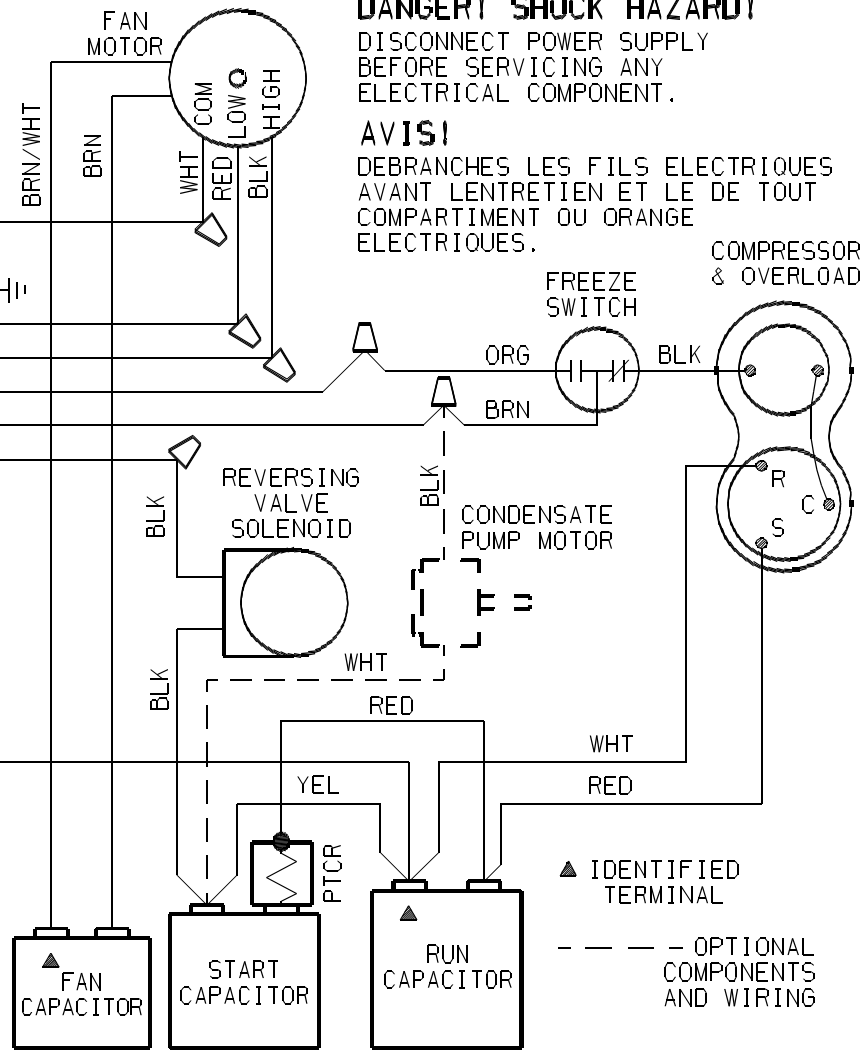 DANGER! SHOCK HAZARD!
DISCONNECT POWER SUPPLY
BEFORE SERVICING ANY
ELECTRICAL COMPONENT.
AVIS!
DEBRANCHES LES FILS ELECTRIQUES
AVANT LENTRETIEN ET LE DE TOUT
COMPARTIMENT OU ORANGE
ELECTRIQUES.
FAN
MOTOR
COM
LOW
HIGH
BRN/WHT
BRN
WHT
RED
BLK
COMPRESSOR
& OVERLOAD
FREEZE
SWITCH
ORG
BLK
BRN
BLK
R
C
S
REVERSING
VALVE
SOLENOID
BLK
CONDENSATE
PUMP MOTOR
BLK
WHT
RED
WHT
YEL
RED
PTCR
IDENTIFIED
TERMINAL
OPTIONAL
COMPONENTS
AND WIRING
FAN
CAPACITOR
START
CAPACITOR
RUN
CAPACITOR